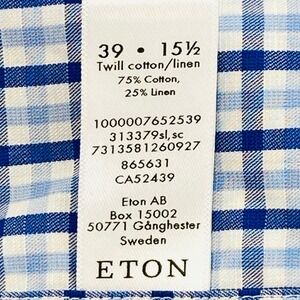 39 • 15½
Twill cotton/linen
75% Cotton,
25% Linen
1000007652539
313379sl,sc
7313581260927
865631
CA52439
Eton AB
Box 15002
50771 Gånghester
Sweden
ETON